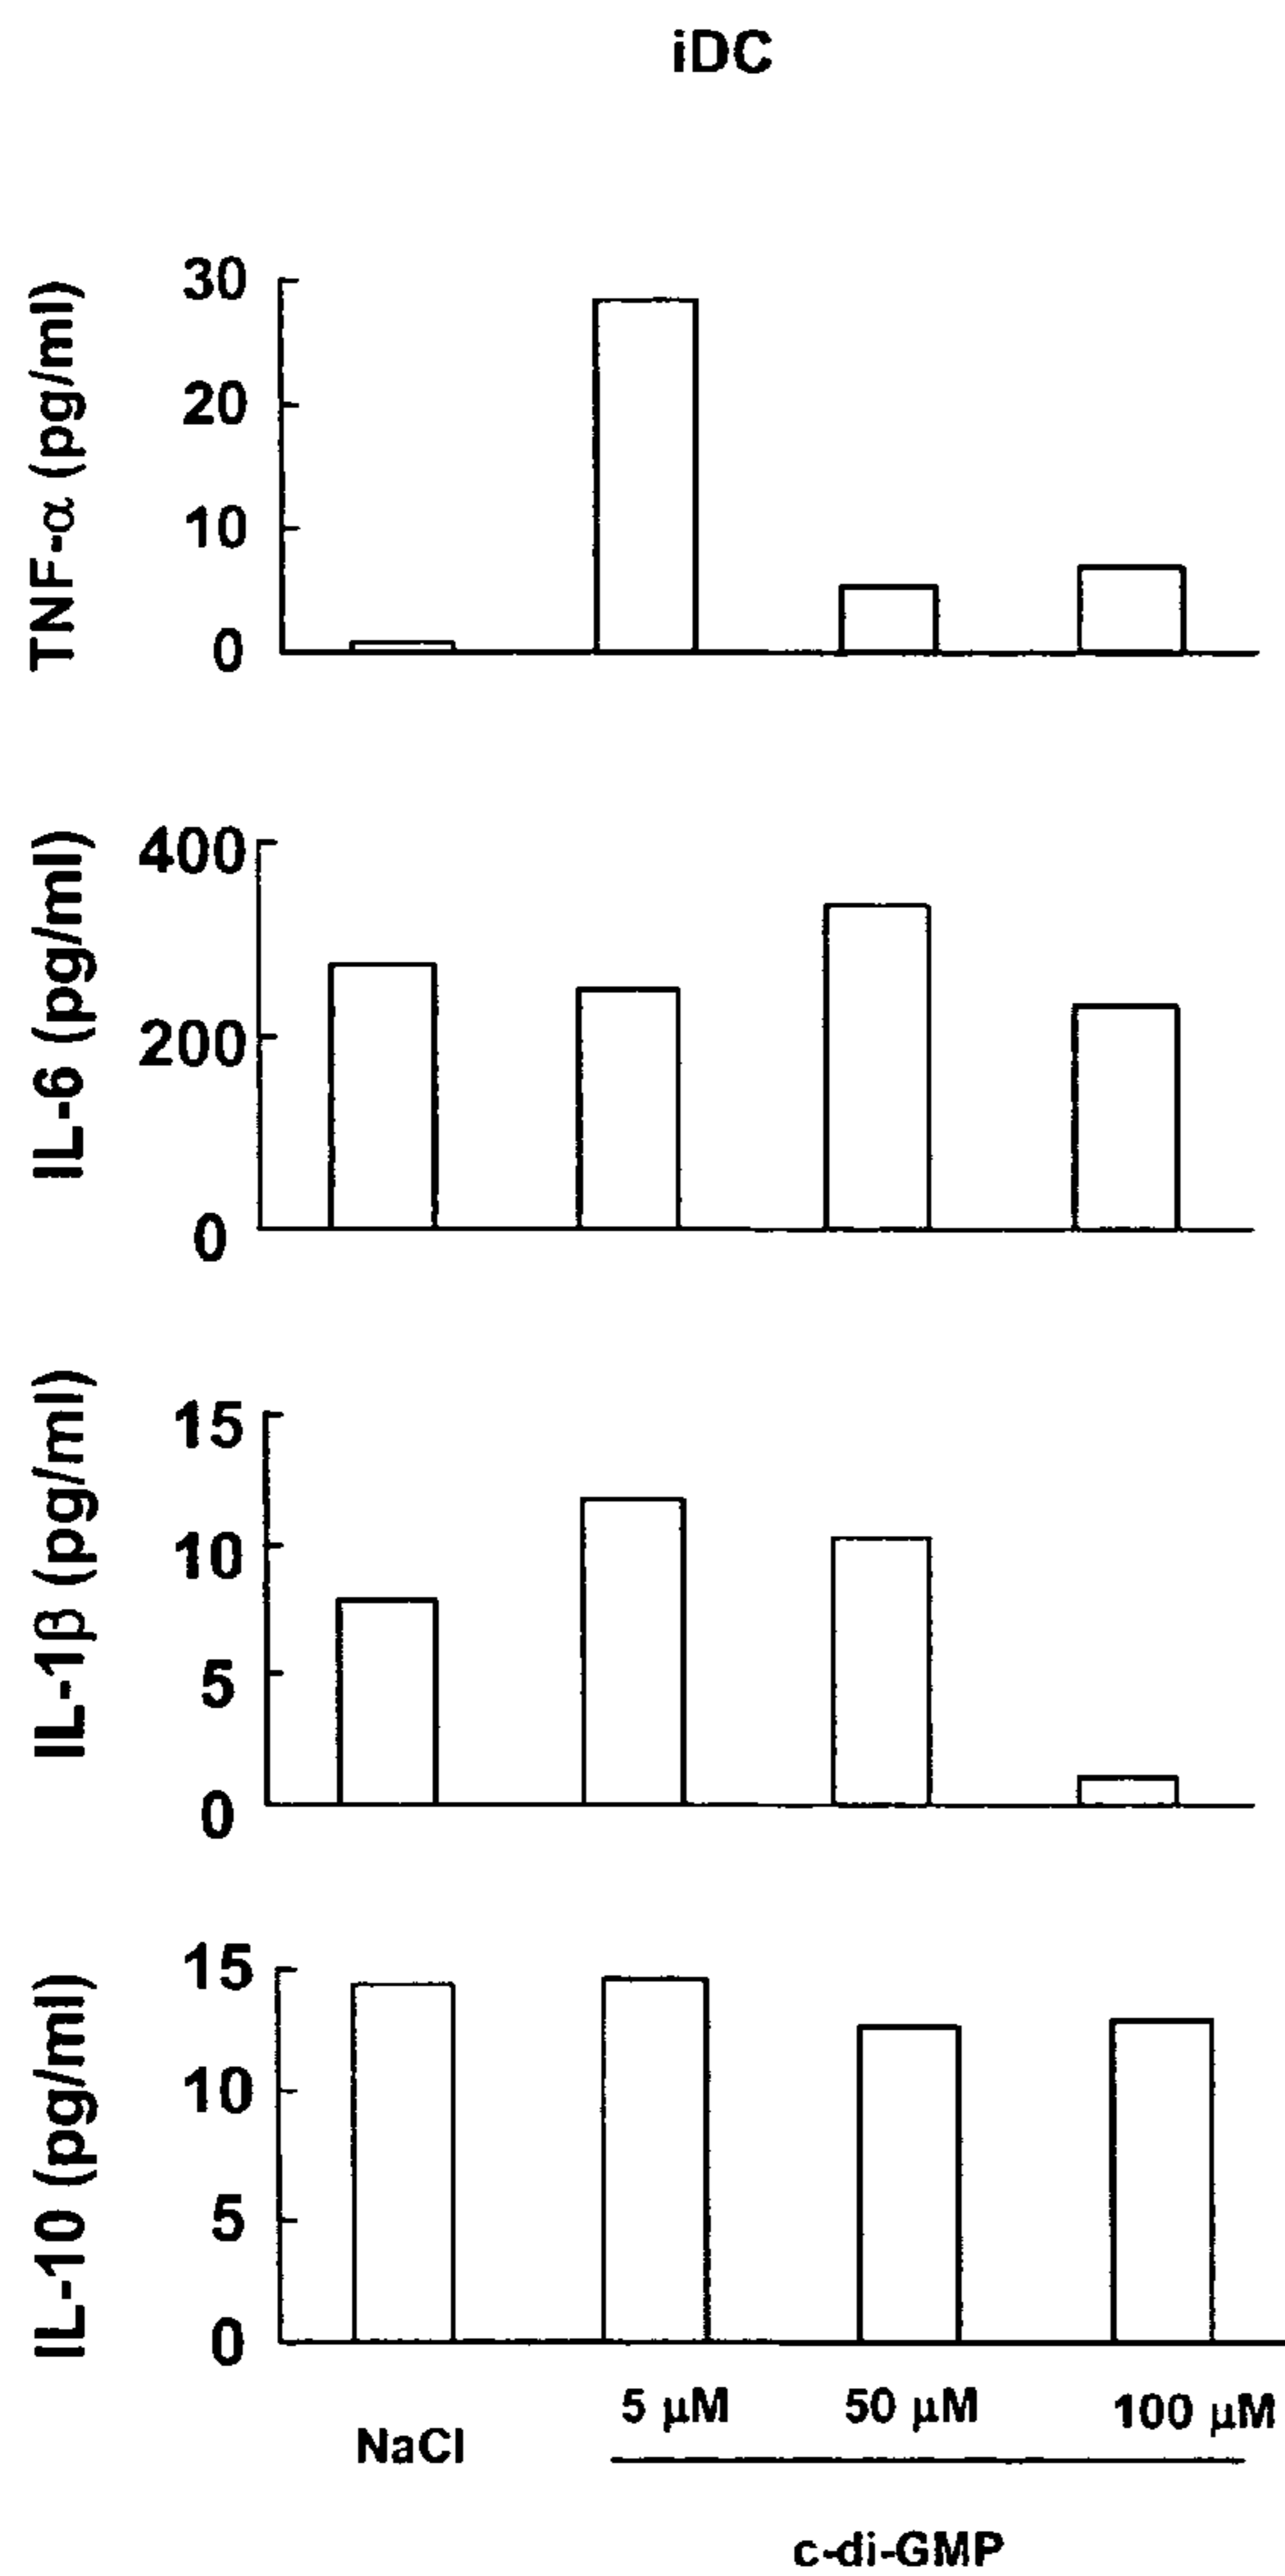 iDC
TNF-α (pg/ml)
30
20
10
0
IL-6 (pg/ml)
400
200
0
IL-1β (pg/ml)
15
10
5
0
IL-10 (pg/ml)
15
10
5
0
NaCl
5 μM
50 μM
100 μM
c-di-GMP